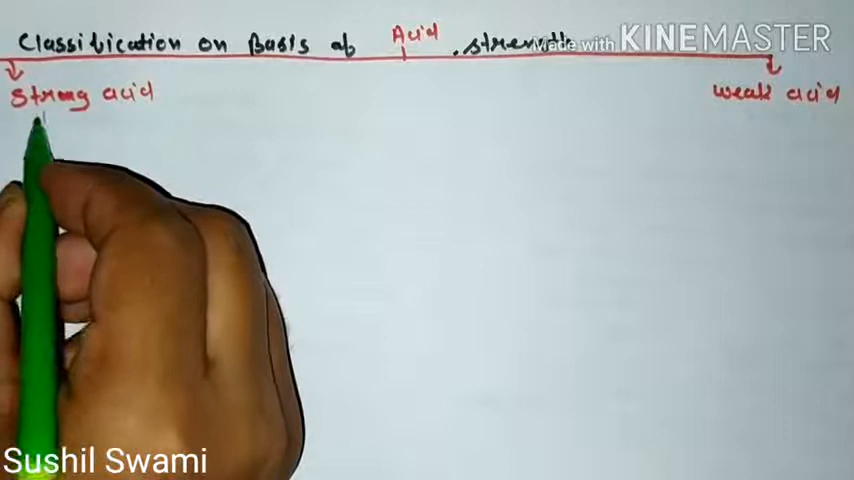 Classification on Basis of Acid strength
Made with KINEMASTER
Strong acid
weak acid
Sushil Swami